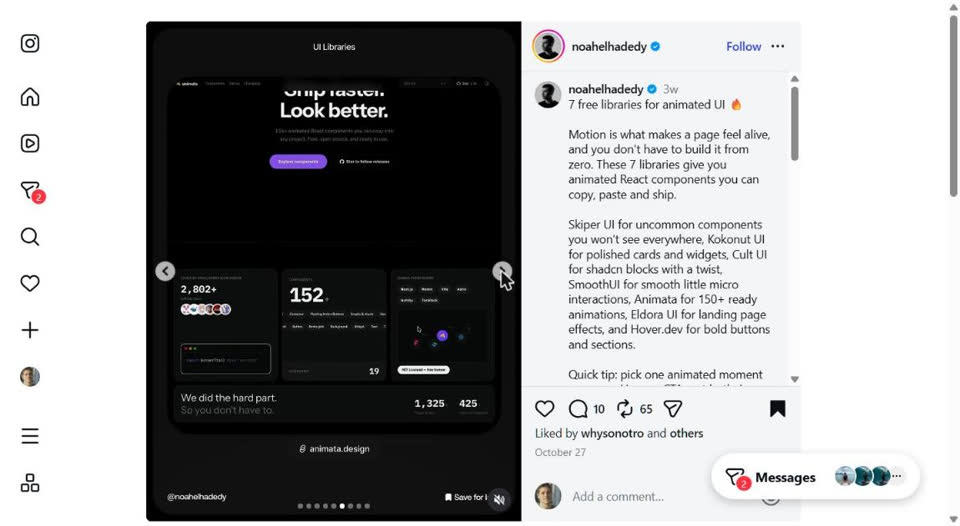 UI Libraries
animata
Ship faster.
Look better.
Explore components
2,802+
152
19
We did the hard part.
So you don't have to.
1,325
425
animata.design
@noahelhadedy
Save for l
noahelhadedy
Follow
noahelhadedy 3w
7 free libraries for animated UI 🔥
Motion is what makes a page feel alive,
and you don't have to build it from
zero. These 7 libraries give you
animated React components you can
copy, paste and ship.
Skiper UI for uncommon components
you won't see everywhere, Kokonut UI
for polished cards and widgets, Cult UI
for shadcn blocks with a twist,
SmoothUI for smooth little micro
interactions, Animata for 150+ ready
animations, Eldora UI for landing page
effects, and Hover.dev for bold buttons
and sections.
Quick tip: pick one animated moment
10
65
Liked by whysonotro and others
October 27
Add a comment...
2
2 Messages